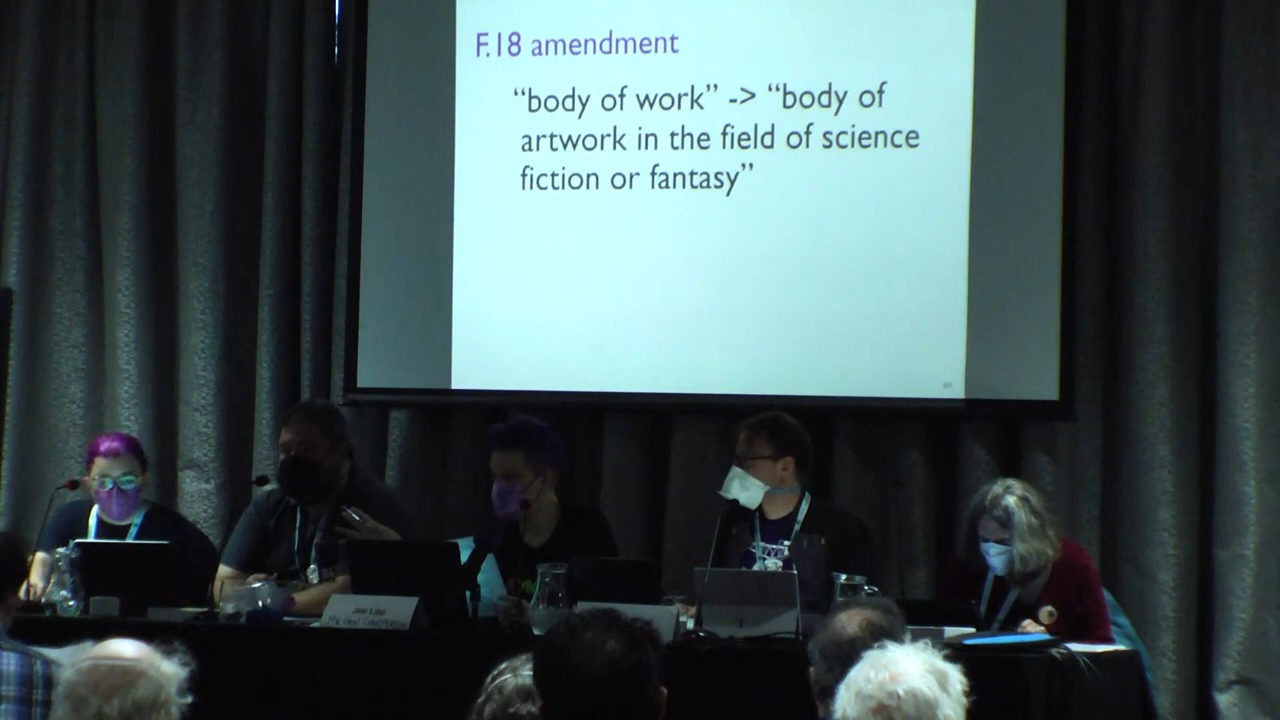 F.18 amendment
“body of work” -> “body of
artwork in the field of science
fiction or fantasy”